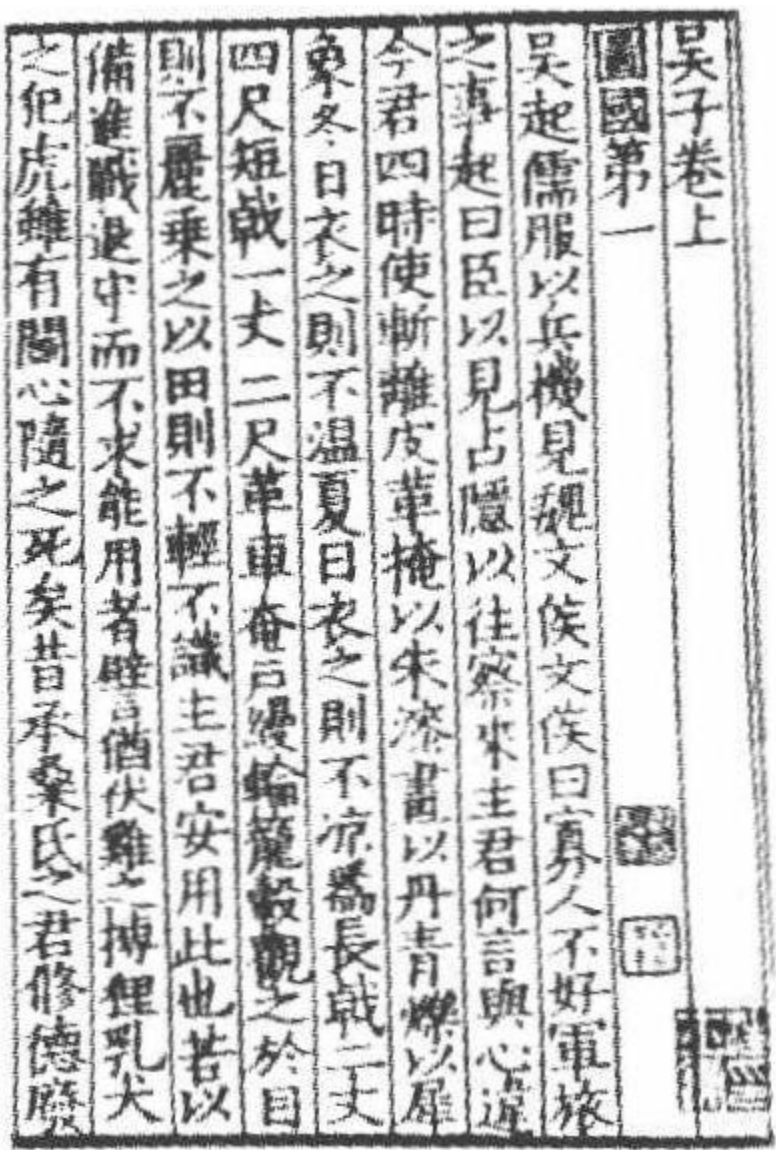 吴子卷上
圖國第一
吴起儒服以兵機見魏文侯文侯曰寡人不好軍旅
之事起曰臣以見占隱以往察來主君何言與心違
今君四時使斬離皮革掩以朱漆畫以丹青爍以犀
象冬日衣之則不温夏日衣之則不凉爲長戟二丈
四尺短戟一丈二尺革車奄戶縵輪籠轂觀之於目
則不麗乗之以田則不輕不識主君安用此也若以
備進戰退守而不求能用者譬猶伏雞之搏狸乳犬
之犯虎雖有鬬心隨之死矣昔承桑氏之君修德廢